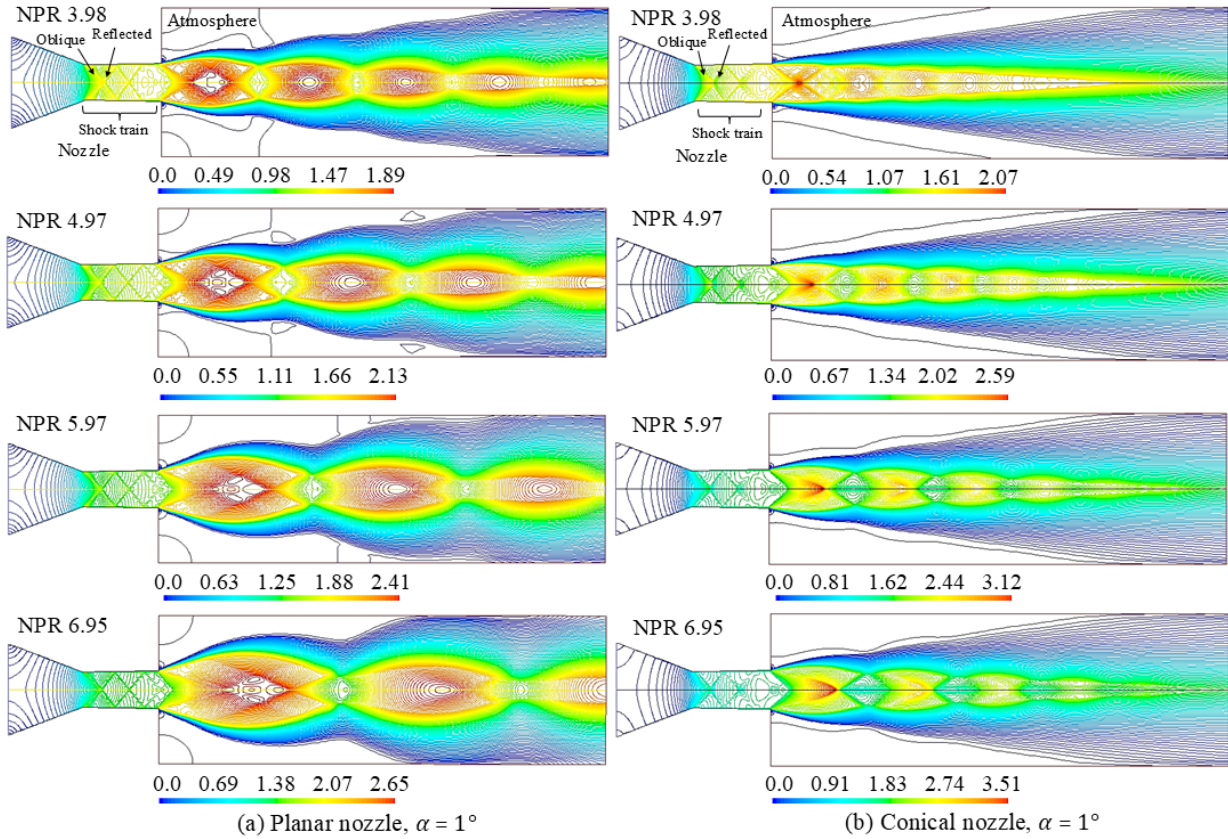 NPR 3.98
Atmosphere
Oblique
Reflected
Shock train
Nozzle
0.0 0.49 0.98 1.47 1.89
NPR 4.97
0.0 0.55 1.11 1.66 2.13
NPR 5.97
0.0 0.63 1.25 1.88 2.41
NPR 6.95
0.0 0.69 1.38 2.07 2.65
(a) Planar nozzle, α = 1°
NPR 3.98
Atmosphere
Oblique
Reflected
Shock train
Nozzle
0.0 0.54 1.07 1.61 2.07
NPR 4.97
0.0 0.67 1.34 2.02 2.59
NPR 5.97
0.0 0.81 1.62 2.44 3.12
NPR 6.95
0.0 0.91 1.83 2.74 3.51
(b) Conical nozzle, α = 1°